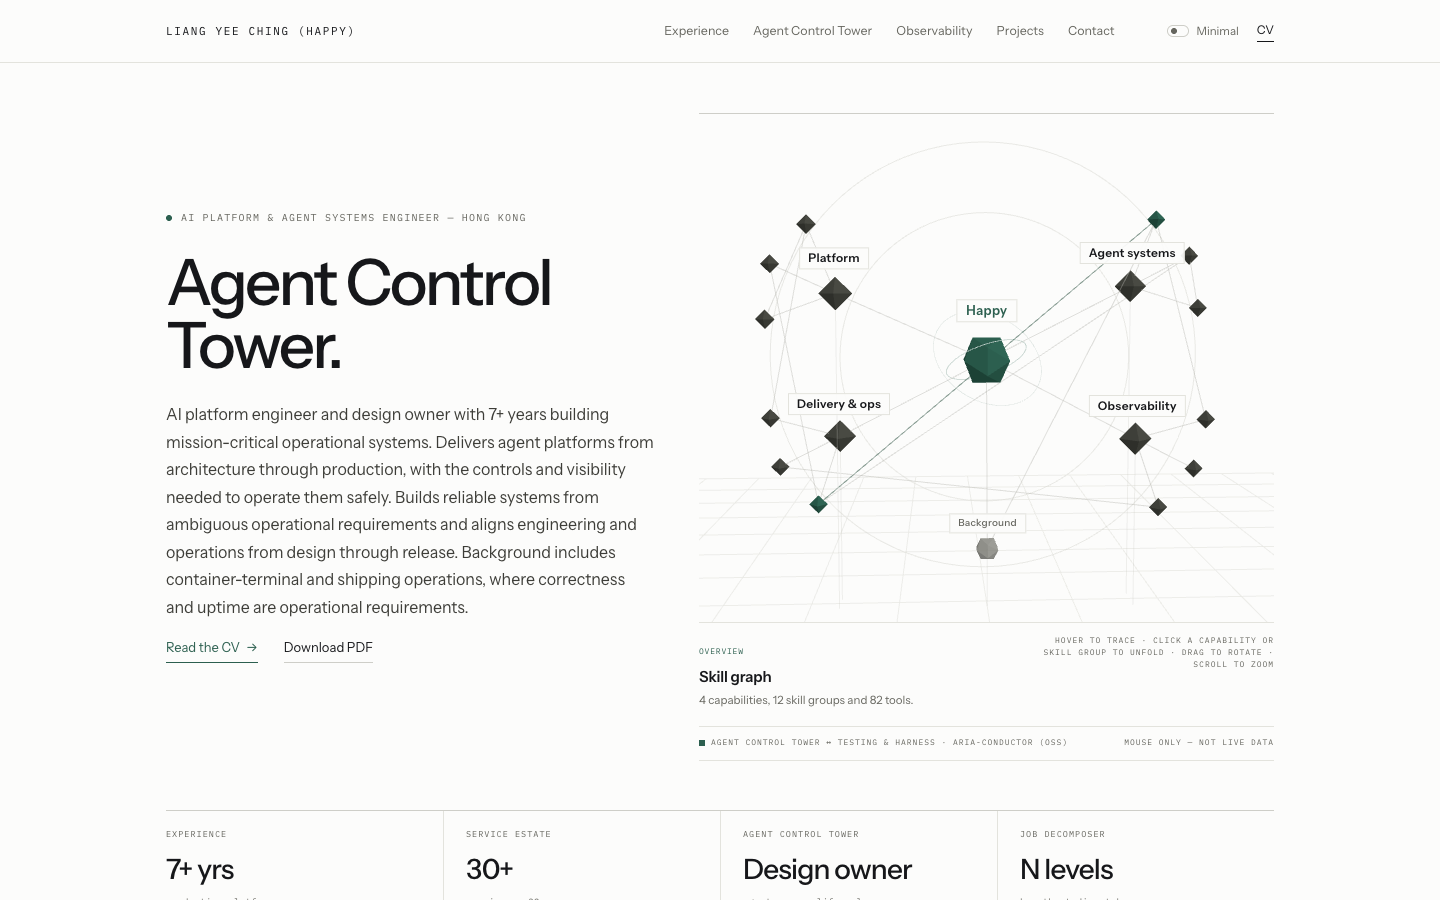 LIANG YEE CHING (HAPPY)
Experience
Agent Control Tower
Observability
Projects
Contact
Minimal
CV
AI PLATFORM & AGENT SYSTEMS ENGINEER — HONG KONG
Agent Control
Tower.
AI platform engineer and design owner with 7+ years building
mission-critical operational systems. Delivers agent platforms from
architecture through production, with the controls and visibility
needed to operate them safely. Builds reliable systems from
ambiguous operational requirements and aligns engineering and
operations from design through release. Background includes
container-terminal and shipping operations, where correctness
and uptime are operational requirements.
Read the CV →
Download PDF
Platform
Agent systems
Happy
Delivery & ops
Observability
Background
OVERVIEW
Skill graph
4 capabilities, 12 skill groups and 82 tools.
HOVER TO TRACE · CLICK A CAPABILITY OR
SKILL GROUP TO UNFOLD · DRAG TO ROTATE ·
SCROLL TO ZOOM
AGENT CONTROL TOWER ↔ TESTING & HARNESS · ARIA-CONDUCTOR (OSS)
MOUSE ONLY — NOT LIVE DATA
EXPERIENCE
7+ yrs
SERVICE ESTATE
30+
AGENT CONTROL TOWER
Design owner
JOB DECOMPOSER
N levels